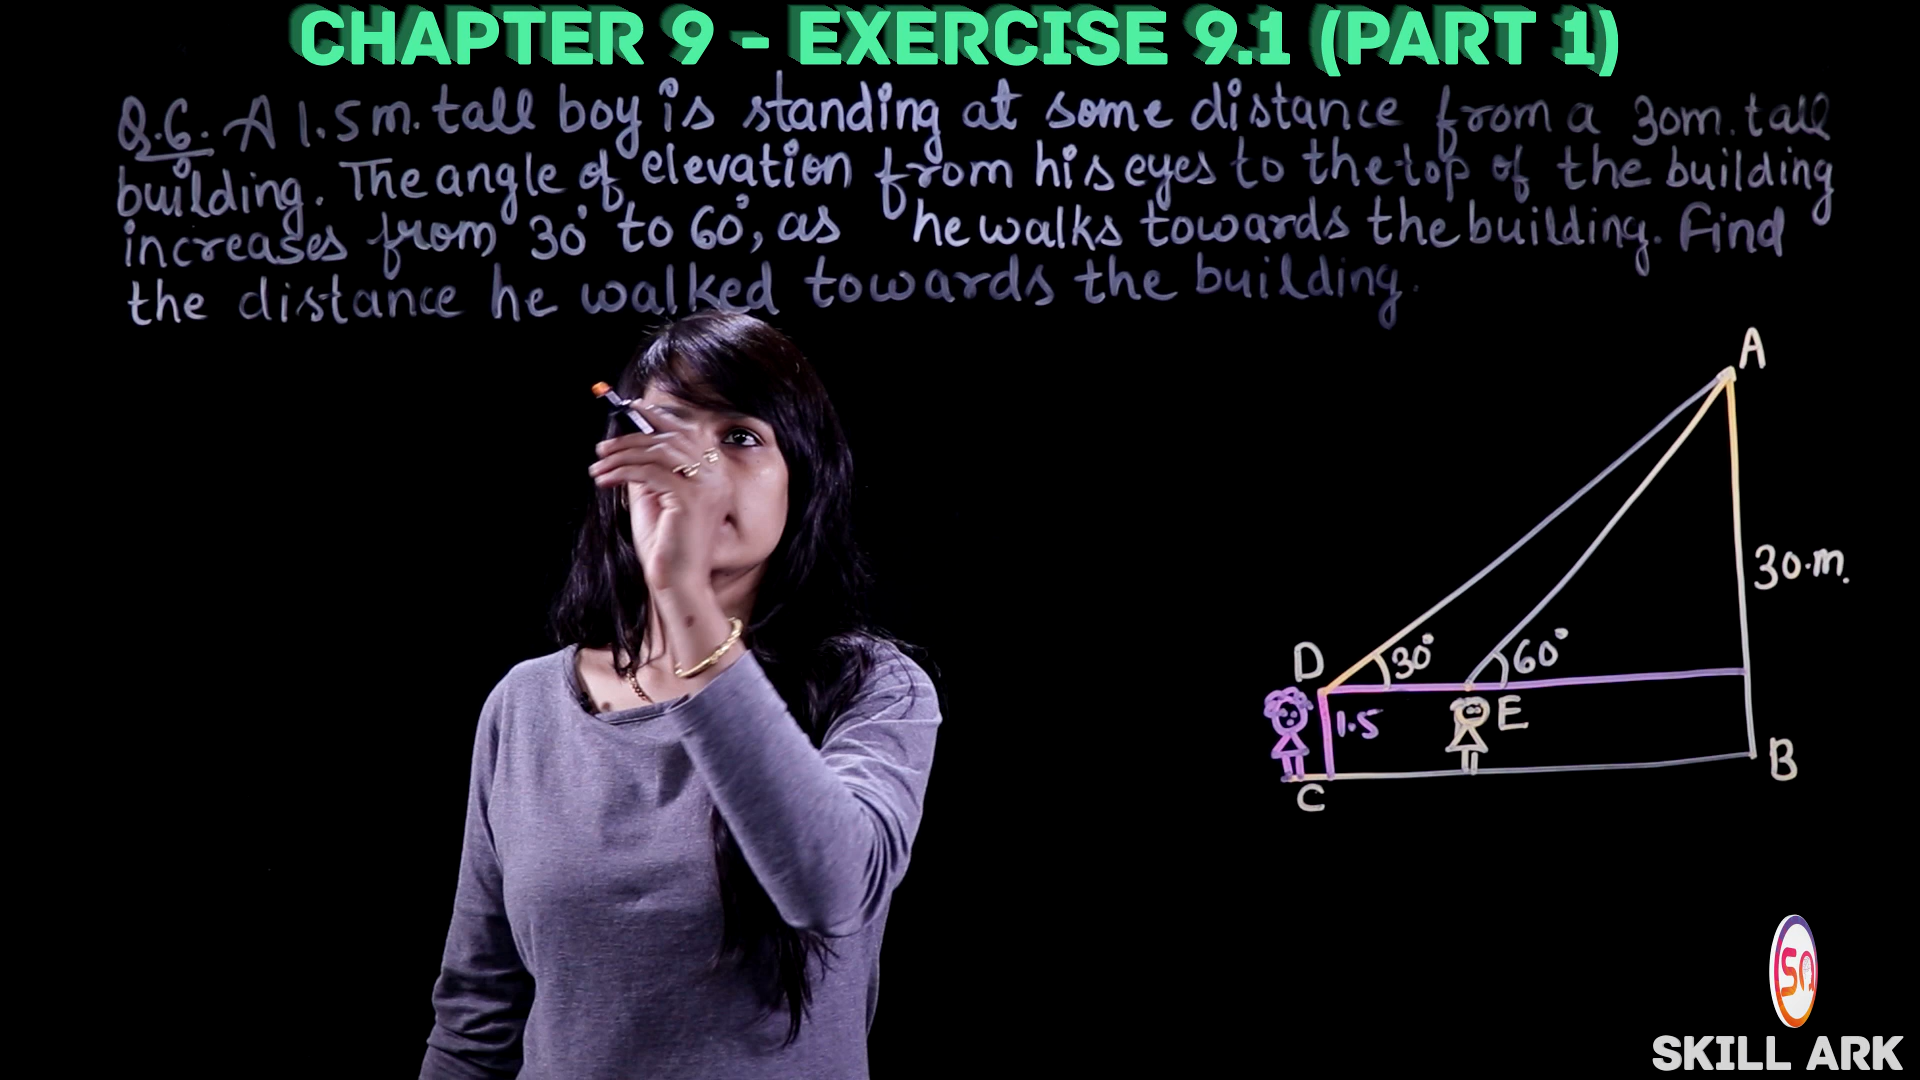 CHAPTER 9 - EXERCISE 9.1 (PART 1)
Q.6. A 1.5m. tall boy is standing at some distance from a 30m. tall
building. The angle of elevation from his eyes to the top of the building
increases from 30° to 60°, as he walks towards the building. Find
the distance he walked towards the building.
A
30.m.
D 30° 60°
1.5 E
B
C
SKILL ARK